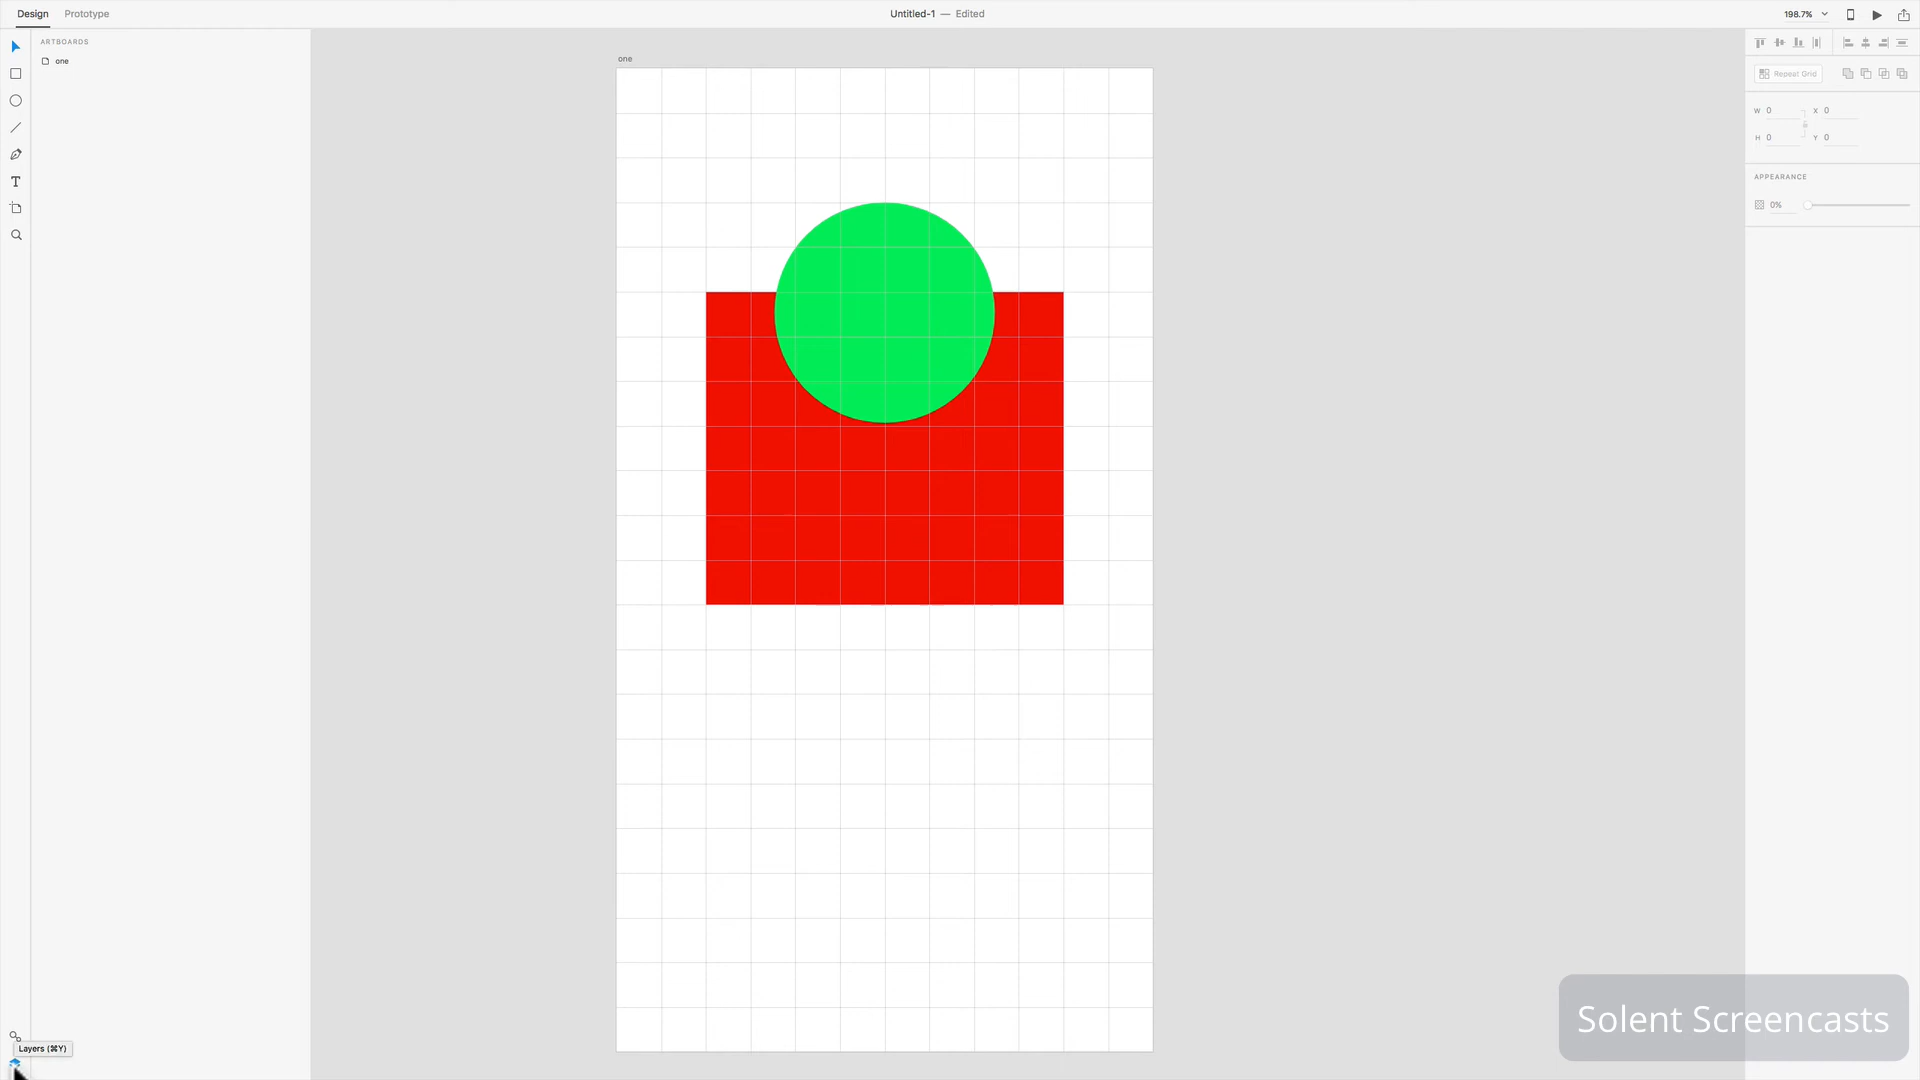 Design Prototype Untitled-1 — Edited 198.7%
ARTBOARDS
one
one
Repeat Grid
W 0 X 0
H 0 Y 0
APPEARANCE
0%
T
Layers (⌘Y)
Solent Screencasts